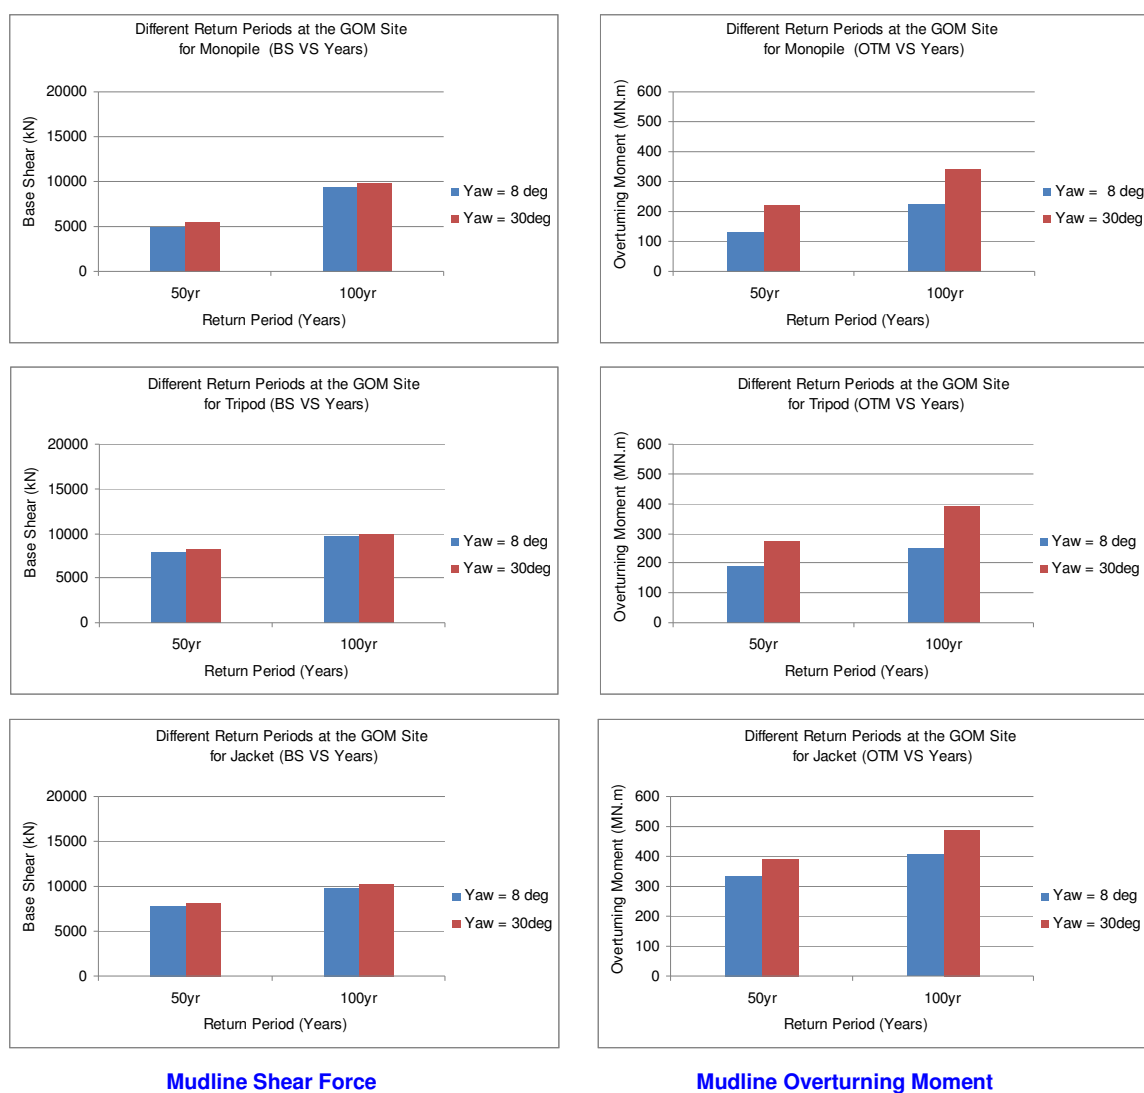 Different Return Periods at the GOM Site
for Monopile (BS VS Years)
20000
15000
10000
5000
0
Base Shear (kN)
50yr
100yr
Return Period (Years)
Yaw = 8 deg
Yaw = 30deg
Different Return Periods at the GOM Site
for Monopile (OTM VS Years)
600
500
400
300
200
100
0
Overturning Moment (MN.m)
50yr
100yr
Return Period (Years)
Yaw = 8 deg
Yaw = 30deg
Different Return Periods at the GOM Site
for Tripod (BS VS Years)
20000
15000
10000
5000
0
Base Shear (kN)
50yr
100yr
Return Period (Years)
Yaw = 8 deg
Yaw = 30deg
Different Return Periods at the GOM Site
for Tripod (OTM VS Years)
600
500
400
300
200
100
0
Overturning Moment (MN.m)
50yr
100yr
Return Period (Years)
Yaw = 8 deg
Yaw = 30deg
Different Return Periods at the GOM Site
for Jacket (BS VS Years)
20000
15000
10000
5000
0
Base Shear (kN)
50yr
100yr
Return Period (Years)
Yaw = 8 deg
Yaw = 30deg
Different Return Periods at the GOM Site
for Jacket (OTM VS Years)
600
500
400
300
200
100
0
Overturning Moment (MN.m)
50yr
100yr
Return Period (Years)
Yaw = 8 deg
Yaw = 30deg
Mudline Shear Force
Mudline Overturning Moment